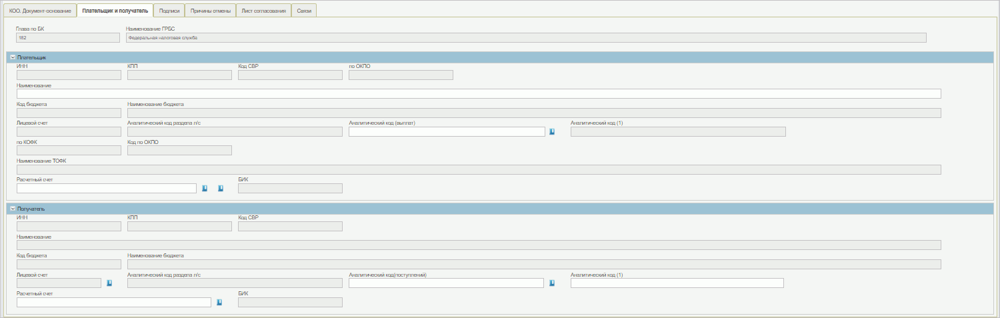 КОО. Документ-основание Плательщик и получатель Подписи Причины отмены Лист согласования Связи
Глава по БК Наименование ГРБС
182 Федеральная налоговая служба
Плательщик
ИНН КПП Код СВР по ОКПО
Наименование
Код бюджета Наименование бюджета
Лицевой счет Аналитический код раздела л/с Аналитический код (выплат) Аналитический код (1)
по КОФК Код по ОКПО
Наименование ТОФК
Расчетный счет БИК
Получатель
ИНН КПП Код СВР
Наименование
Код бюджета Наименование бюджета
Лицевой счет Аналитический код раздела л/с Аналитический код(поступлений) Аналитический код (1)
Расчетный счет БИК